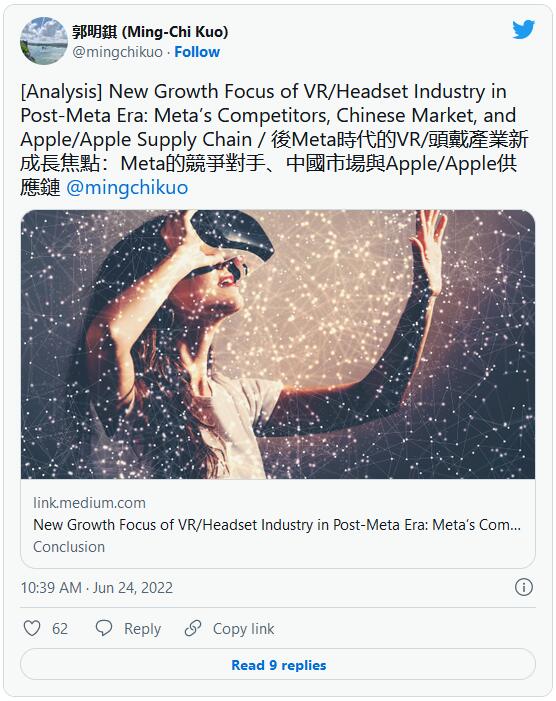 郭明錤 (Ming-Chi Kuo)
@mingchikuo · Follow
[Analysis] New Growth Focus of VR/Headset Industry in
Post-Meta Era: Meta’s Competitors, Chinese Market, and
Apple/Apple Supply Chain / 後Meta時代的VR/頭戴產業新
成長焦點：Meta的競爭對手、中國市場與Apple/Apple供
應鏈 @mingchikuo
link.medium.com
New Growth Focus of VR/Headset Industry in Post-Meta Era: Meta’s Com...
Conclusion
10:39 AM · Jun 24, 2022
62 Reply Copy link
Read 9 replies